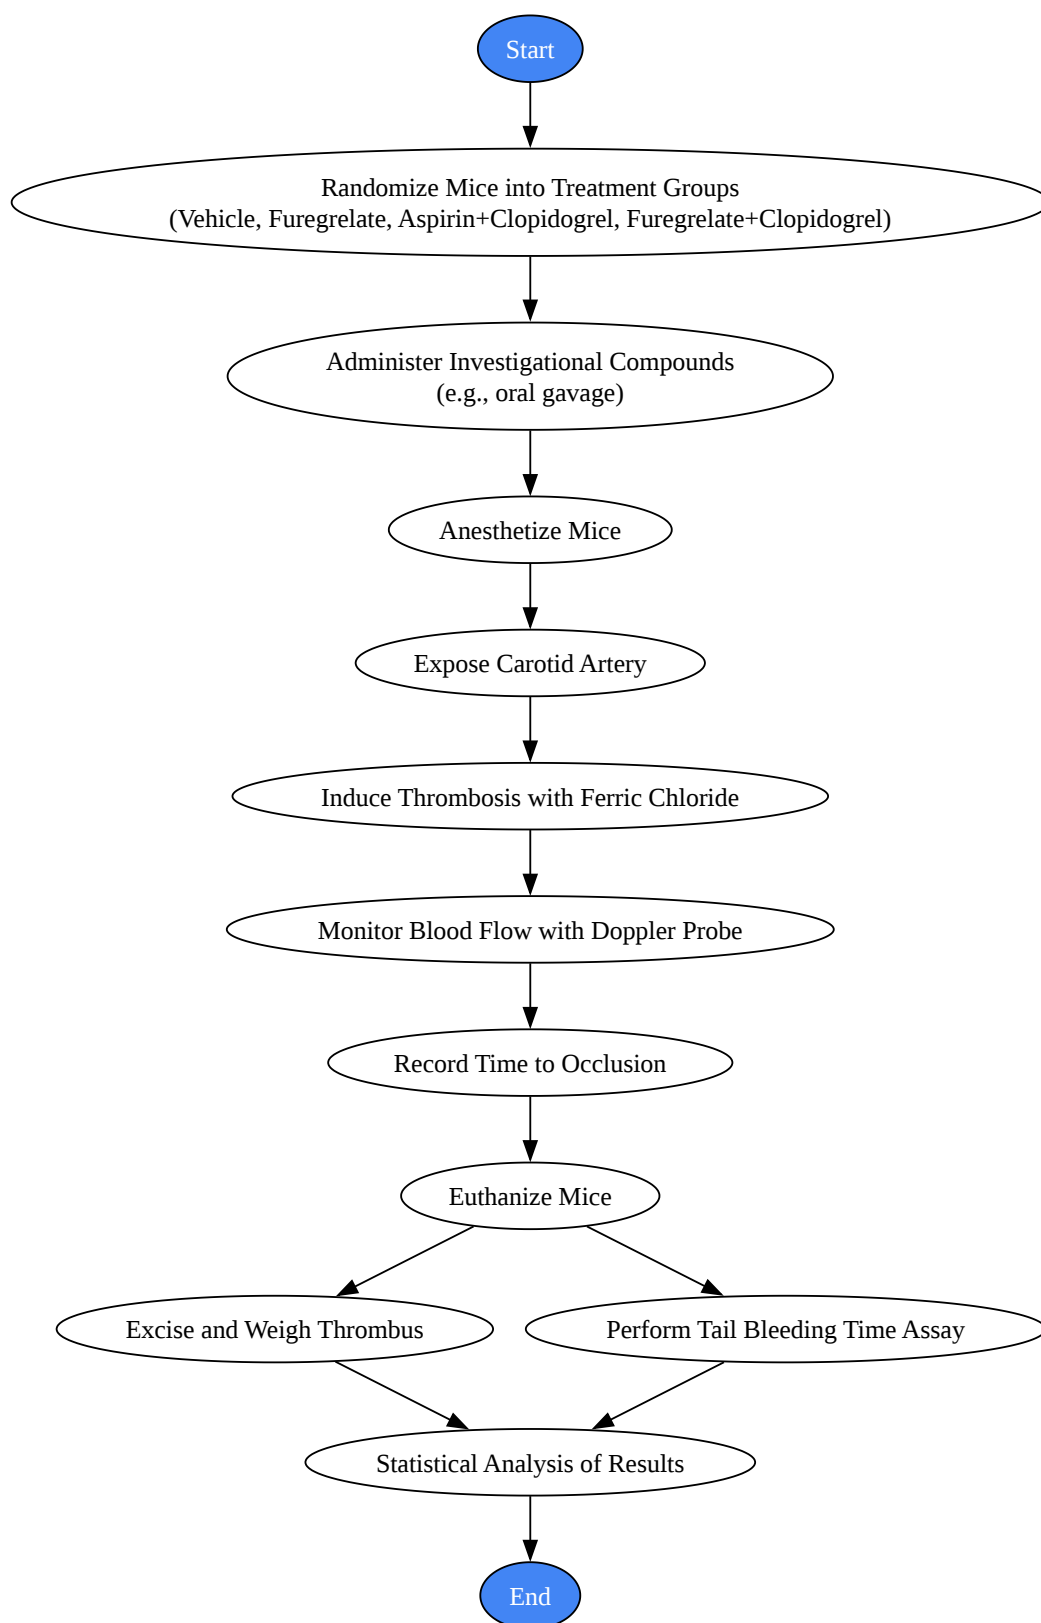 Start
Randomize Mice into Treatment Groups
(Vehicle, Furegrelate, Aspirin+Clopidogrel, Furegrelate+Clopidogrel)
Administer Investigational Compounds
(e.g., oral gavage)
Anesthetize Mice
Expose Carotid Artery
Induce Thrombosis with Ferric Chloride
Monitor Blood Flow with Doppler Probe
Record Time to Occlusion
Euthanize Mice
Excise and Weigh Thrombus
Perform Tail Bleeding Time Assay
Statistical Analysis of Results
End